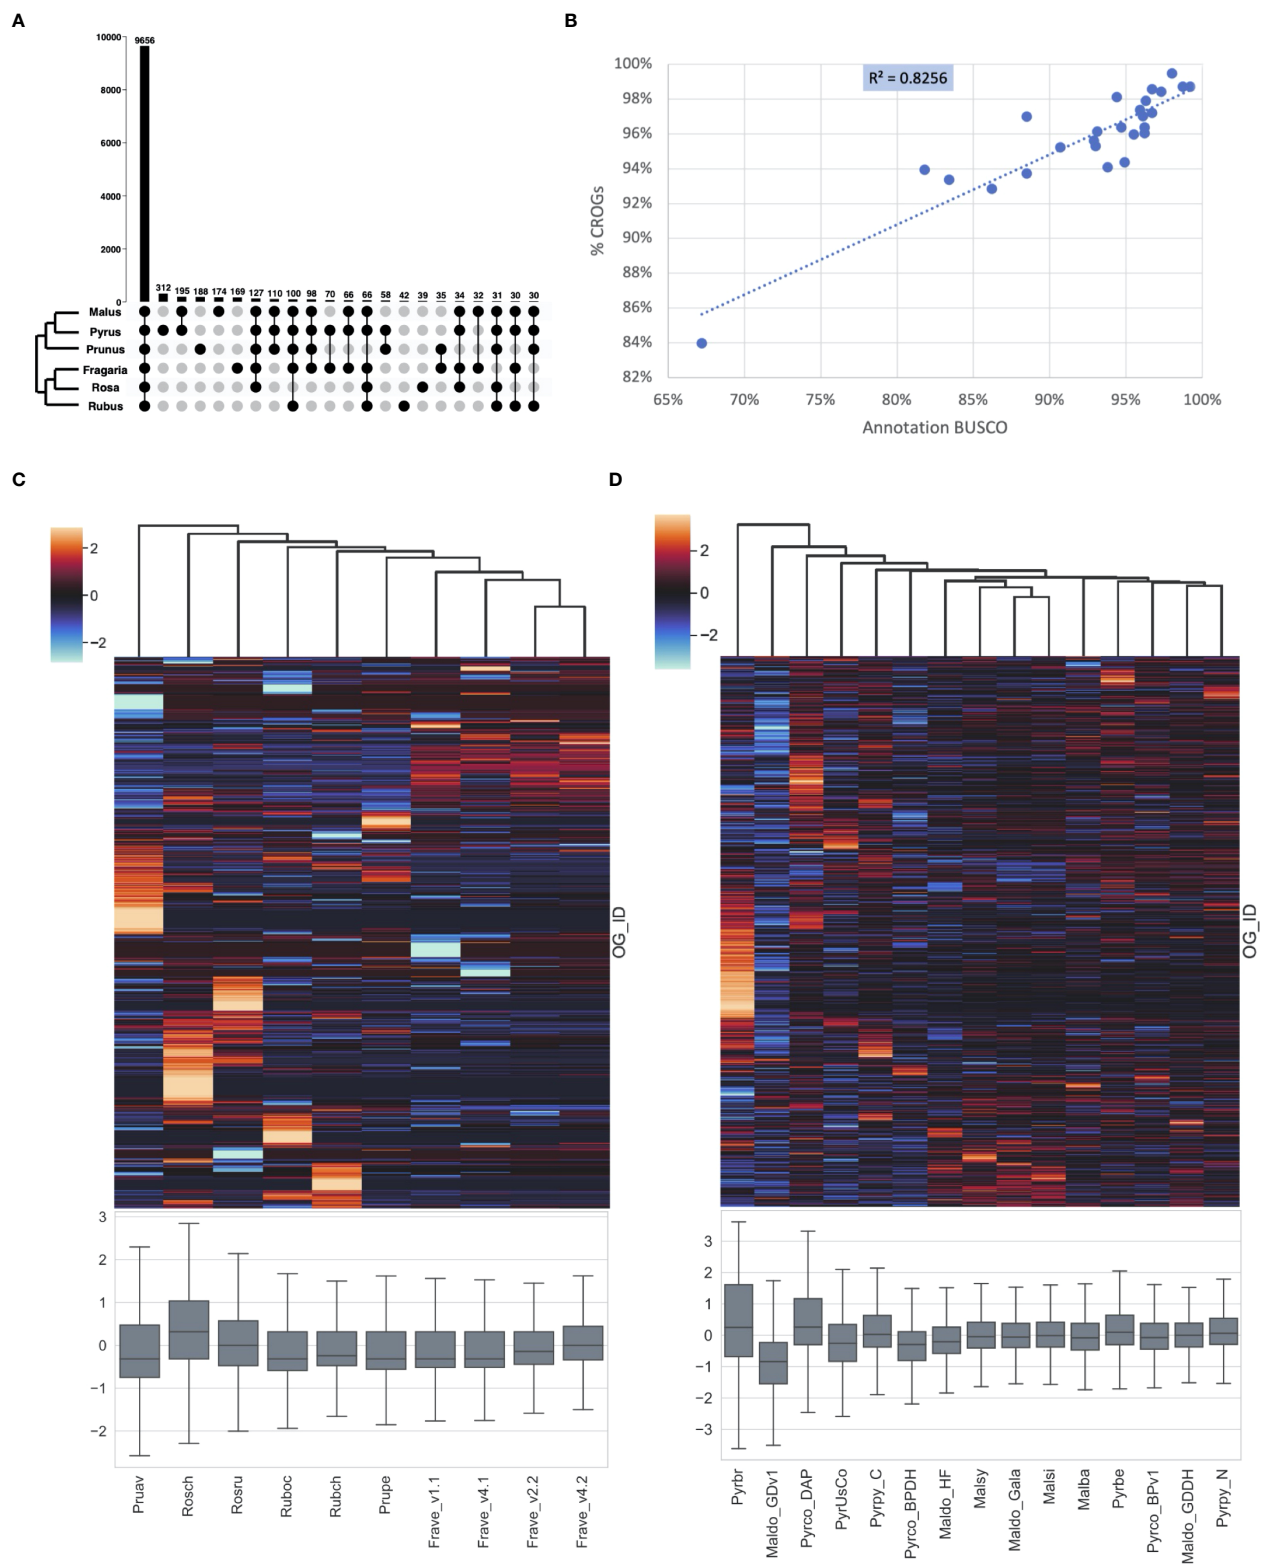 A
B
10000
8000
6000
4000
2000
0
9656
312 195 188 174 169 127 110 100 98 70 66 66 58 42 39 35 34 32 31 30 30
Malus
Pyrus
Prunus
Fragaria
Rosa
Rubus
R² = 0.8256
100%
98%
96%
94%
92%
90%
88%
86%
84%
82%
% CROGs
65% 70% 75% 80% 85% 90% 95% 100%
Annotation BUSCO
C
D
2
0
−2
2
0
−2
OG_ID
OG_ID
3
2
1
0
−1
−2
3
2
1
0
−1
−2
−3
Pruav
Rosch
Rosru
Ruboc
Rubch
Prupe
Frave_v1.1
Frave_v4.1
Frave_v2.2
Frave_v4.2
Pyrbr
Maldo_GDv1
Pyrco_DAP
PyrUsCo
Pyrpy_C
Pyrco_BPDH
Maldo_HF
Malsy
Maldo_Gala
Malsi
Malba
Pyrbe
Pyrco_BPv1
Maldo_GDDH
Pyrpy_N